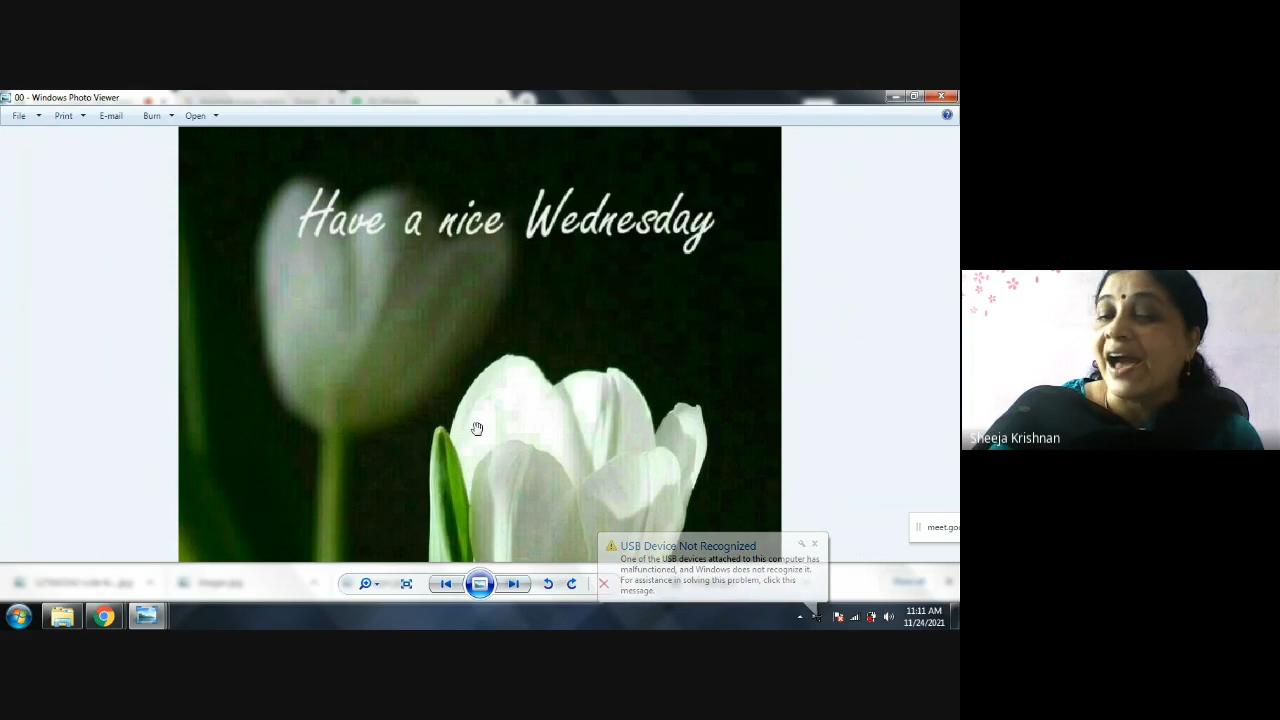 00 - Windows Photo Viewer
File Print E-mail Burn Open
Have a nice Wednesday
Sheeja Krishnan
meet.goo
USB Device Not Recognized
One of the USB devices attached to this computer has
malfunctioned, and Windows does not recognize it.
For assistance in solving this problem, click this
message.
11:11 AM
11/24/2021